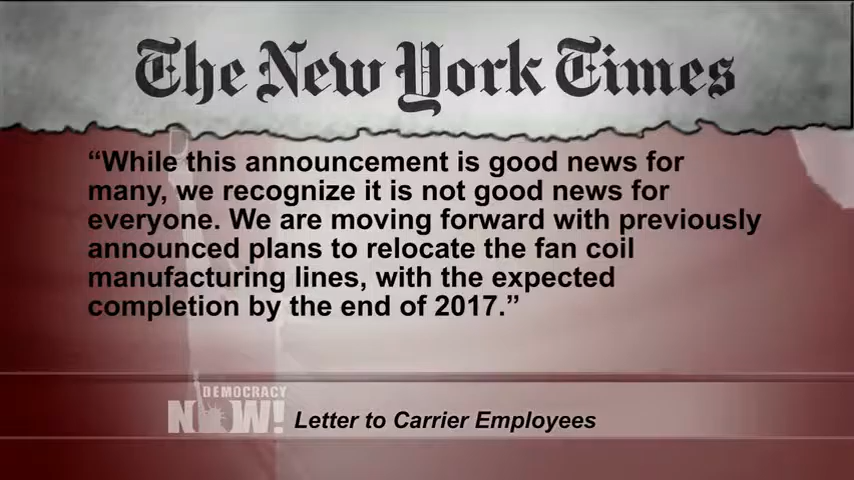 The New York Times
“While this announcement is good news for
many, we recognize it is not good news for
everyone. We are moving forward with previously
announced plans to relocate the fan coil
manufacturing lines, with the expected
completion by the end of 2017.”
DEMOCRACY
NOW!
Letter to Carrier Employees